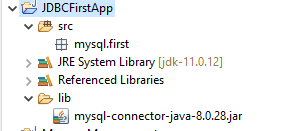 JDBCFirstApp
src
mysql.first
JRE System Library [jdk-11.0.12]
Referenced Libraries
lib
mysql-connector-java-8.0.28.jar